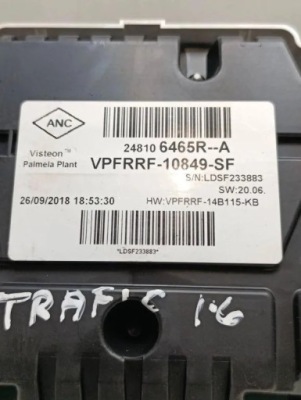 ANC
24810 6465R--A
Visteon™
Palmela Plant
VPFRRF-10849-SF
S/N:LDSF233883
SW:20.06.
26/09/2018 18:53:30
HW:VPFRRF-14B115-KB
*LDSF233883*
TRAFIC 1.6